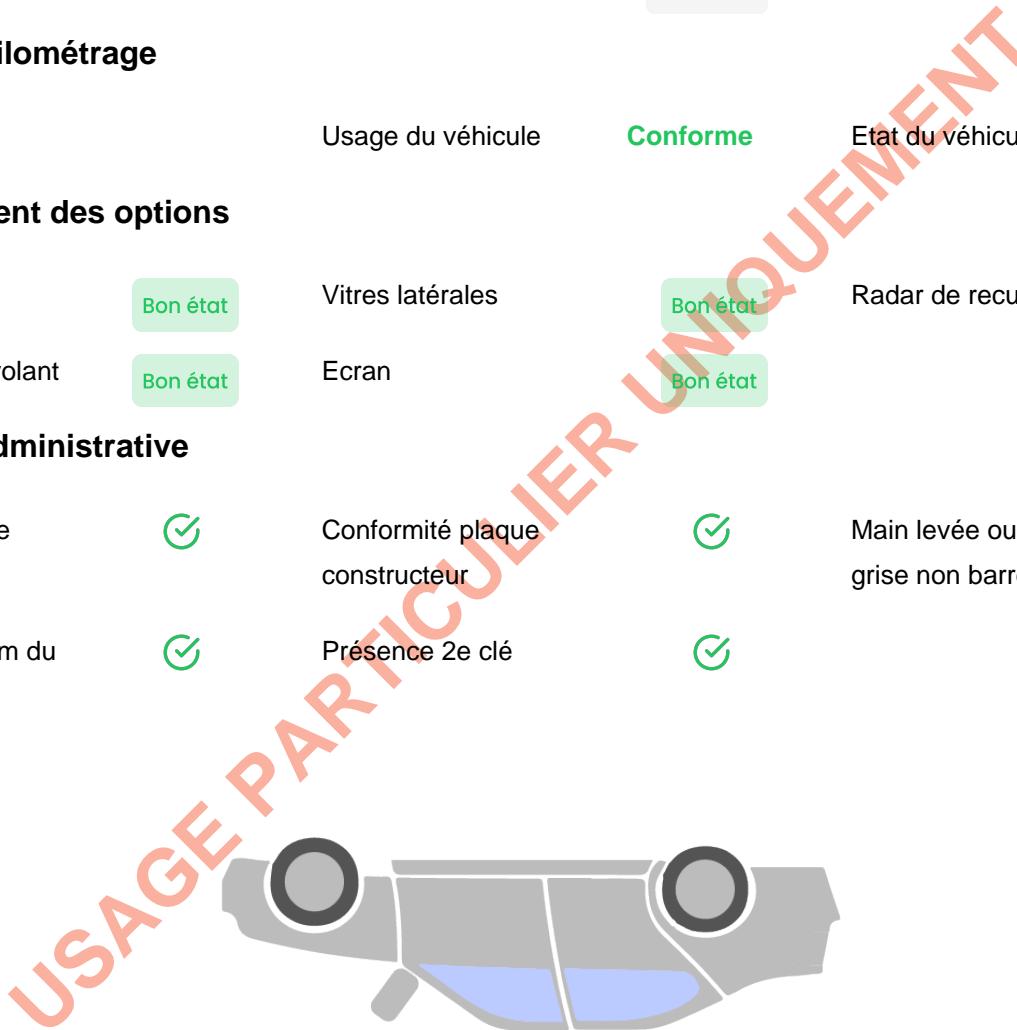 ilométrage
Usage du véhicule Conforme Etat du véhicu
ent des options
Bon état Vitres latérales Bon état Radar de recu
olant Bon état Ecran Bon état
dministrative
e Conformité plaque Main levée ou
constructeur grise non barr
m du Présence 2e clé
USAGE PARTICULIER UNIQUEMENT